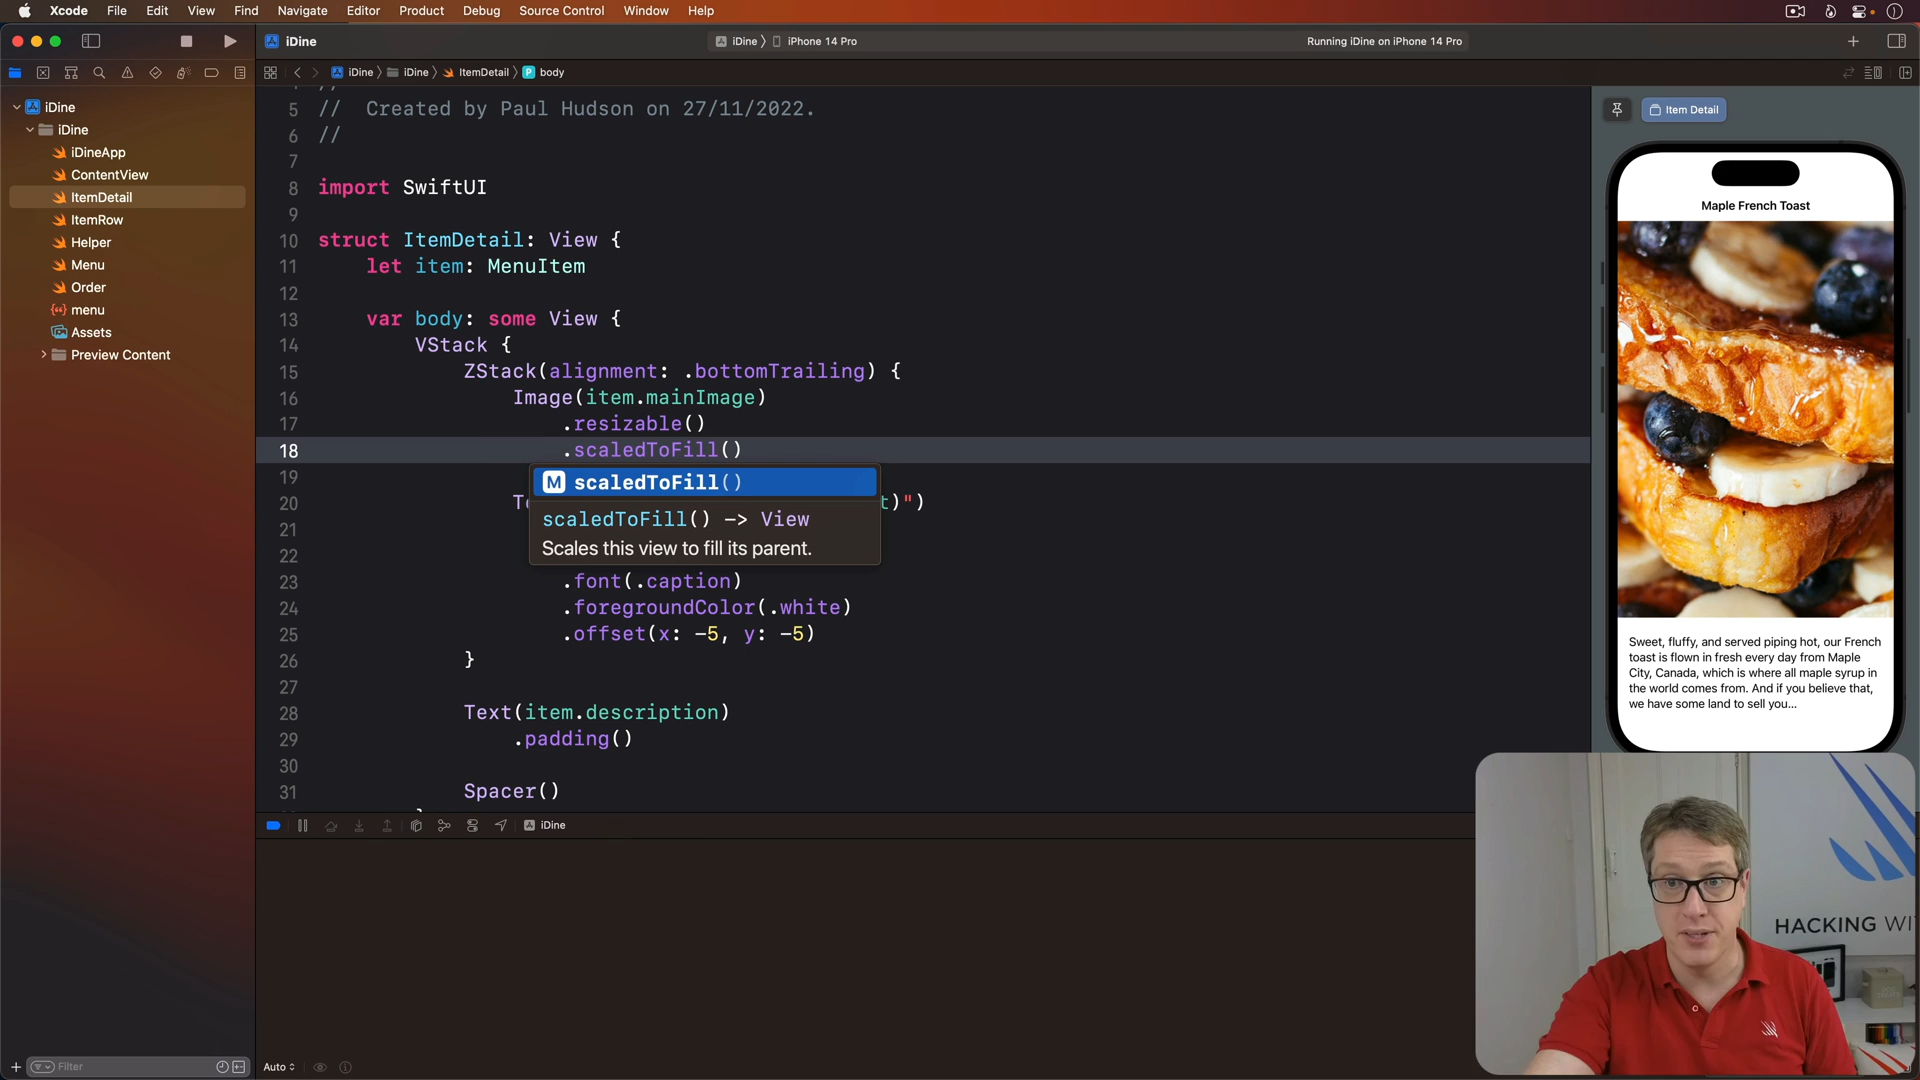 Xcode File Edit View Find Navigate Editor Product Debug Source Control Window Help
iDine
iDine iPhone 14 Pro
Running iDine on iPhone 14 Pro
iDine iDine ItemDetail body
iDine
iDine
iDineApp
ContentView
ItemDetail
ItemRow
Helper
Menu
Order
menu
Assets
Preview Content
Filter
5 // Created by Paul Hudson on 27/11/2022.
6 //
7
8 import SwiftUI
9
10 struct ItemDetail: View {
11 let item: MenuItem
12
13 var body: some View {
14 VStack {
15 ZStack(alignment: .bottomTrailing) {
16 Image(item.mainImage)
17 .resizable()
18 .scaledToFill()
19
M scaledToFill()
20 t)")
21
scaledToFill() -> View
22
Scales this view to fill its parent.
23 .font(.caption)
24 .foregroundColor(.white)
25 .offset(x: -5, y: -5)
26 }
27
28 Text(item.description)
29 .padding()
30
31 Spacer()
iDine
Auto
Item Detail
Maple French Toast
Sweet, fluffy, and served piping hot, our French
toast is flown in fresh every day from Maple
City, Canada, which is where all maple syrup in
the world comes from. And if you believe that,
we have some land to sell you...
HACKING WI